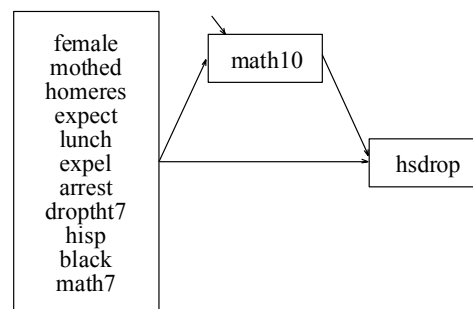 female
mothed
homeres
expect
lunch
expel
arrest
droptht7
hisp
black
math7
math10
hsdrop